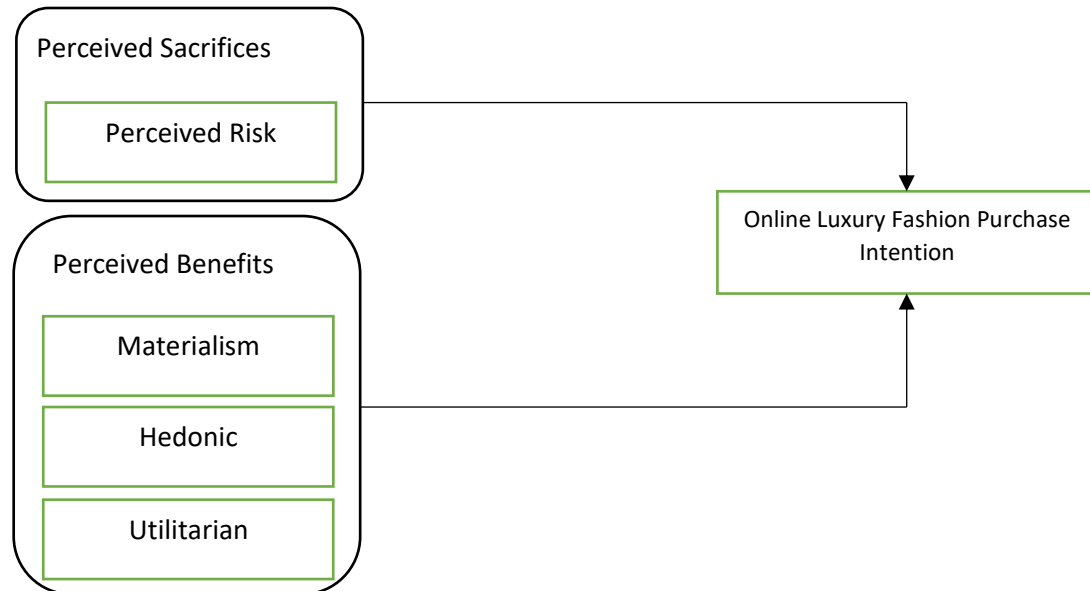 Perceived Sacrifices
Perceived Risk
Perceived Benefits
Materialism
Hedonic
Utilitarian
Online Luxury Fashion Purchase
Intention